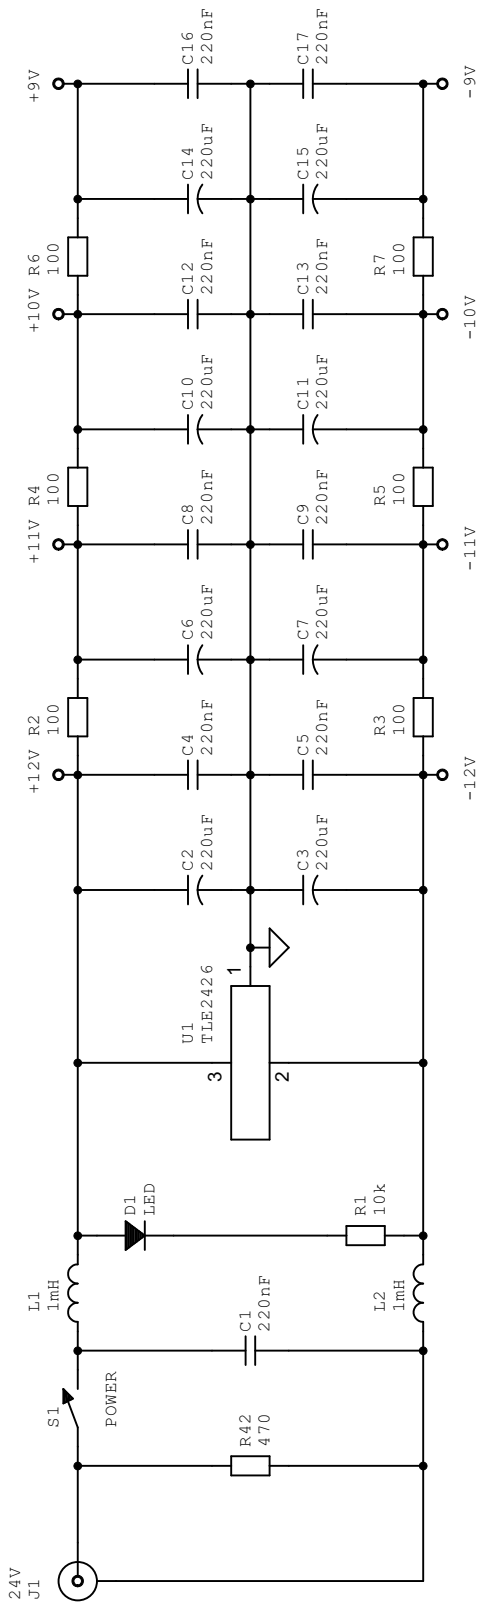 24V
J1
S1
POWER
R42
470
L1
1mH
C1
220nF
L2
1mH
D1
LED
R1
10k
U1
TLE2426
3
1
2
C2
220uF
C3
220uF
+12V
C4
220nF
C5
220nF
-12V
R2
100
R3
100
C6
220uF
C7
220uF
+11V
C8
220nF
C9
220nF
-11V
R4
100
R5
100
C10
220uF
C11
220uF
+10V
C12
220nF
C13
220nF
-10V
R6
100
R7
100
C14
220uF
C15
220uF
+9V
C16
220nF
C17
220nF
-9V